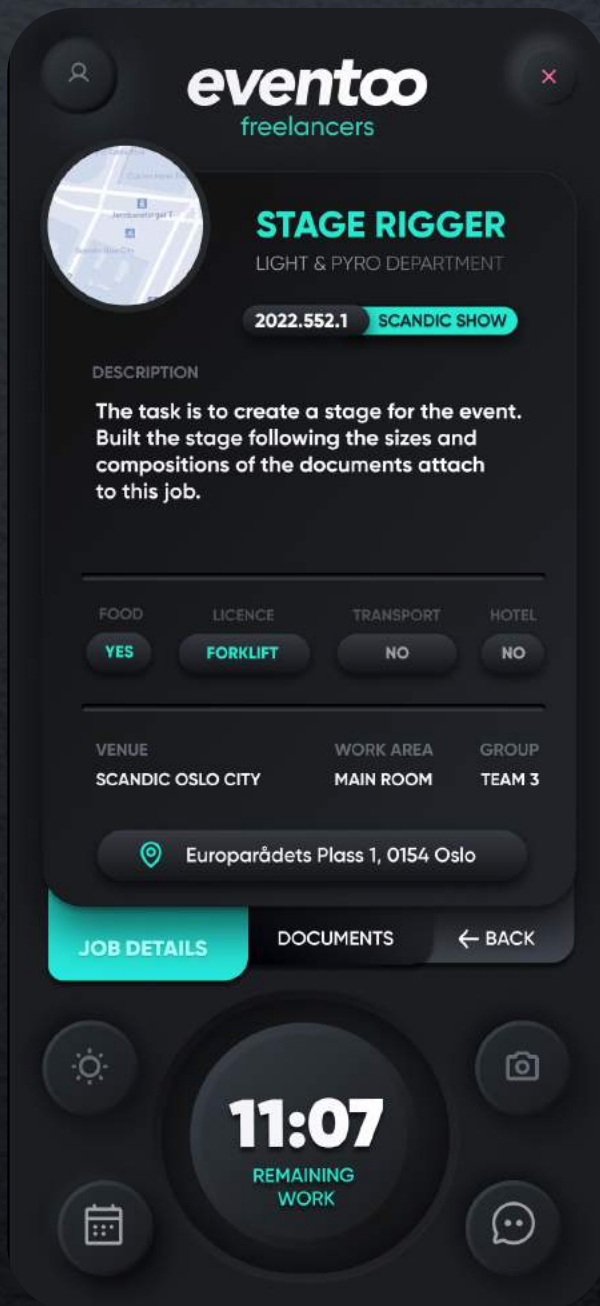 eventoo
freelancers
STAGE RIGGER
LIGHT & PYRO DEPARTMENT
2022.552.1 SCANDIC SHOW
DESCRIPTION
The task is to create a stage for the event.
Built the stage following the sizes and
compositions of the documents attach
to this job.
FOOD LICENCE TRANSPORT HOTEL
YES FORKLIFT NO NO
VENUE WORK AREA GROUP
SCANDIC OSLO CITY MAIN ROOM TEAM 3
Europarådets Plass 1, 0154 Oslo
JOB DETAILS DOCUMENTS ← BACK
11:07
REMAINING
WORK